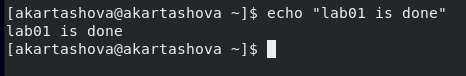 [akartashova@akartashova ~]$ echo "lab01 is done"
lab01 is done
[akartashova@akartashova ~]$